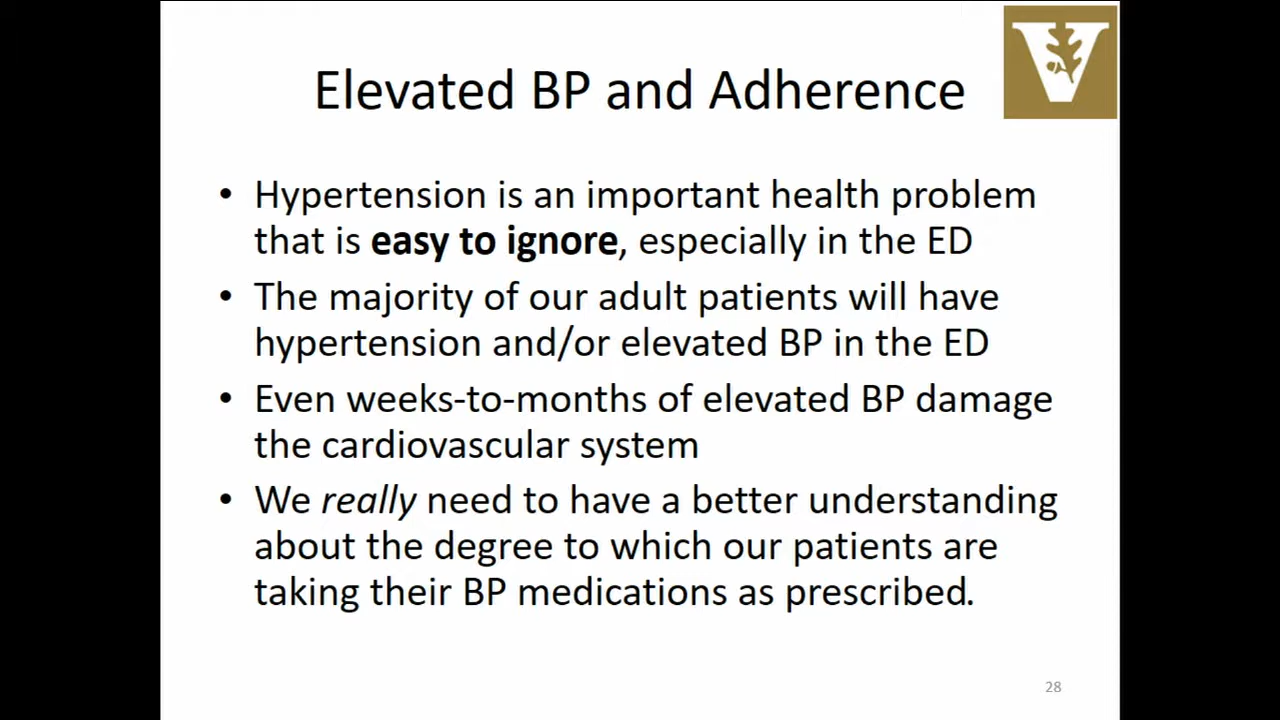 Elevated BP and Adherence
• Hypertension is an important health problem
that is easy to ignore, especially in the ED
• The majority of our adult patients will have
hypertension and/or elevated BP in the ED
• Even weeks-to-months of elevated BP damage
the cardiovascular system
• We really need to have a better understanding
about the degree to which our patients are
taking their BP medications as prescribed.
28